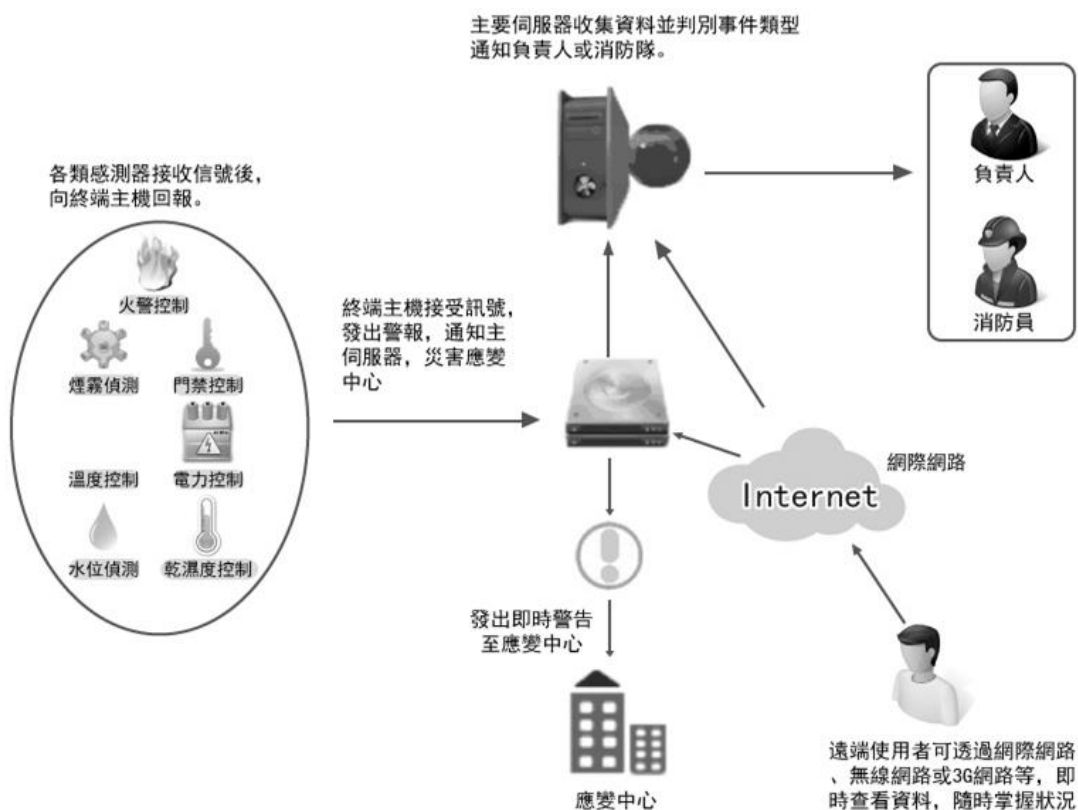 主要伺服器收集資料並判別事件類型
通知負責人或消防隊。
負責人
消防員
各類感測器接收信號後，
向終端主機回報。
火警控制
煙霧偵測
門禁控制
溫度控制
電力控制
水位偵測
乾濕度控制
終端主機接受訊號，
發出警報，通知主
伺服器，災害應變
中心
網際網路
Internet
發出即時警告
至應變中心
應變中心
遠端使用者可透過網際網路
、無線網路或3G網路等，即
時查看資料，隨時掌握狀況